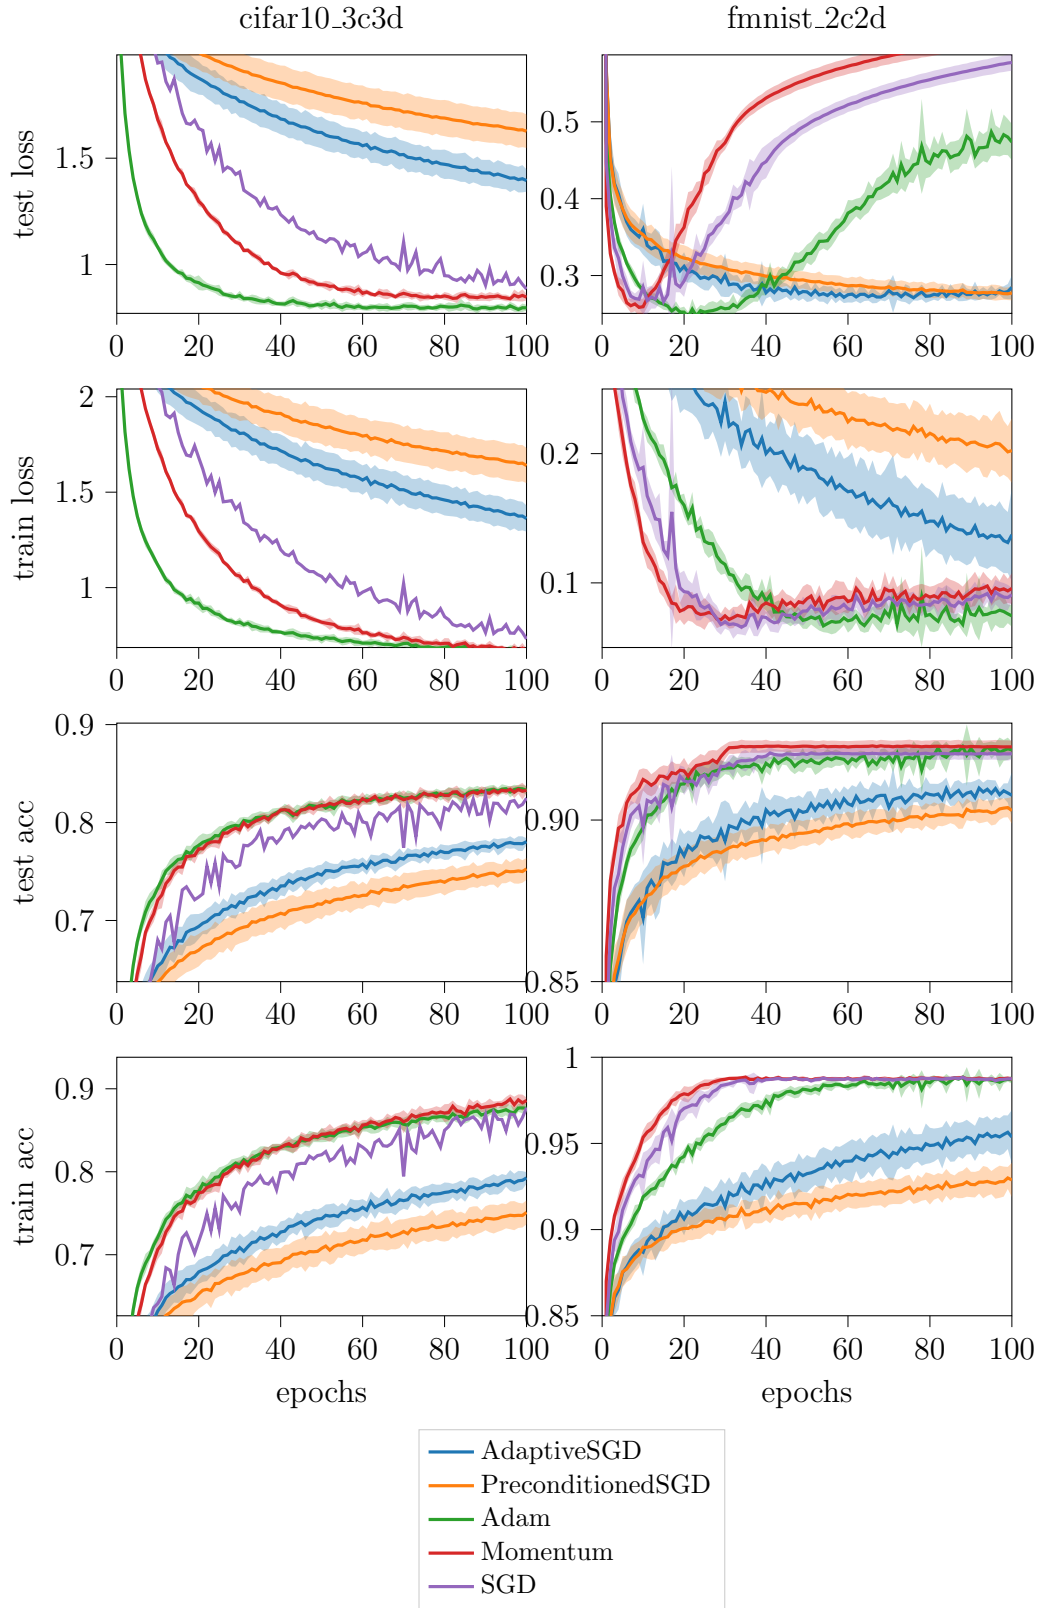 cifar10_3c3d
fmnist_2c2d
test loss
1.5
1
0 20 40 60 80 100
0.5
0.4
0.3
0 20 40 60 80 100
train loss
2
1.5
1
0 20 40 60 80 100
0.2
0.1
0 20 40 60 80 100
test acc
0.9
0.8
0.7
0 20 40 60 80 100
0.90
0.85
0 20 40 60 80 100
train acc
0.9
0.8
0.7
0 20 40 60 80 100
epochs
1
0.95
0.9
0.85
0 20 40 60 80 100
epochs
AdaptiveSGD
PreconditionedSGD
Adam
Momentum
SGD